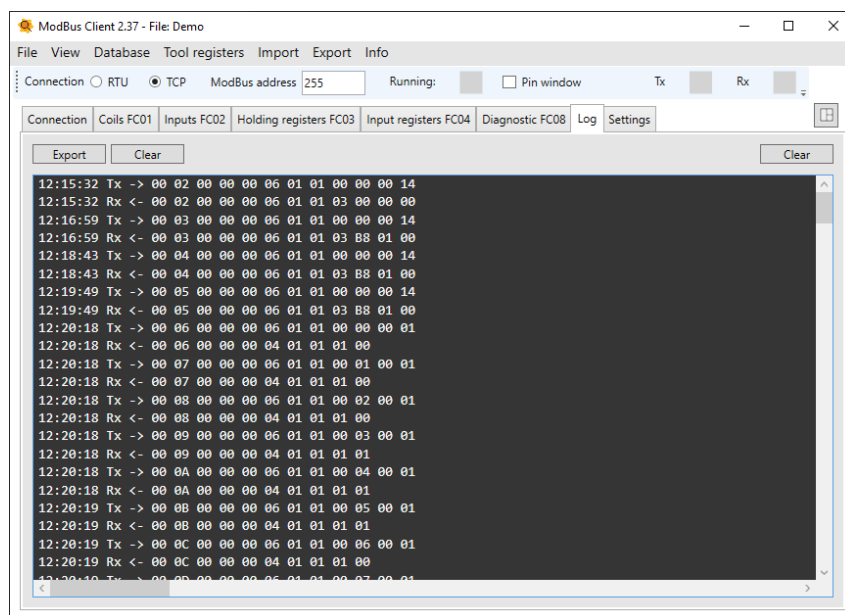 ModBus Client 2.37 - File: Demo
File View Database Tool registers Import Export Info
Connection RTU TCP ModBus address 255 Running: Pin window Tx Rx
Connection Coils FC01 Inputs FC02 Holding registers FC03 Input registers FC04 Diagnostic FC08 Log Settings
Export Clear Clear
12:15:32 Tx -> 00 02 00 00 00 06 01 01 00 00 00 14
12:15:32 Rx <- 00 02 00 00 00 06 01 01 03 00 00 00
12:16:59 Tx -> 00 03 00 00 00 06 01 01 00 00 00 14
12:16:59 Rx <- 00 03 00 00 00 06 01 01 03 B8 01 00
12:18:43 Tx -> 00 04 00 00 00 06 01 01 00 00 00 14
12:18:43 Rx <- 00 04 00 00 00 06 01 01 03 B8 01 00
12:19:49 Tx -> 00 05 00 00 00 06 01 01 00 00 00 14
12:19:49 Rx <- 00 05 00 00 00 06 01 01 03 B8 01 00
12:20:18 Tx -> 00 06 00 00 00 06 01 01 00 00 00 01
12:20:18 Rx <- 00 06 00 00 00 04 01 01 01 00
12:20:18 Tx -> 00 07 00 00 00 06 01 01 00 01 00 01
12:20:18 Rx <- 00 07 00 00 00 04 01 01 01 00
12:20:18 Tx -> 00 08 00 00 00 06 01 01 00 02 00 01
12:20:18 Rx <- 00 08 00 00 00 04 01 01 01 00
12:20:18 Tx -> 00 09 00 00 00 06 01 01 00 03 00 01
12:20:18 Rx <- 00 09 00 00 00 04 01 01 01 01
12:20:18 Tx -> 00 0A 00 00 00 06 01 01 00 04 00 01
12:20:18 Rx <- 00 0A 00 00 00 04 01 01 01 01
12:20:19 Tx -> 00 0B 00 00 00 06 01 01 00 05 00 01
12:20:19 Rx <- 00 0B 00 00 00 04 01 01 01 01
12:20:19 Tx -> 00 0C 00 00 00 06 01 01 00 06 00 01
12:20:19 Rx <- 00 0C 00 00 00 04 01 01 01 00
12:20:19 Tx -> 00 0D 00 00 00 06 01 01 00 07 00 01